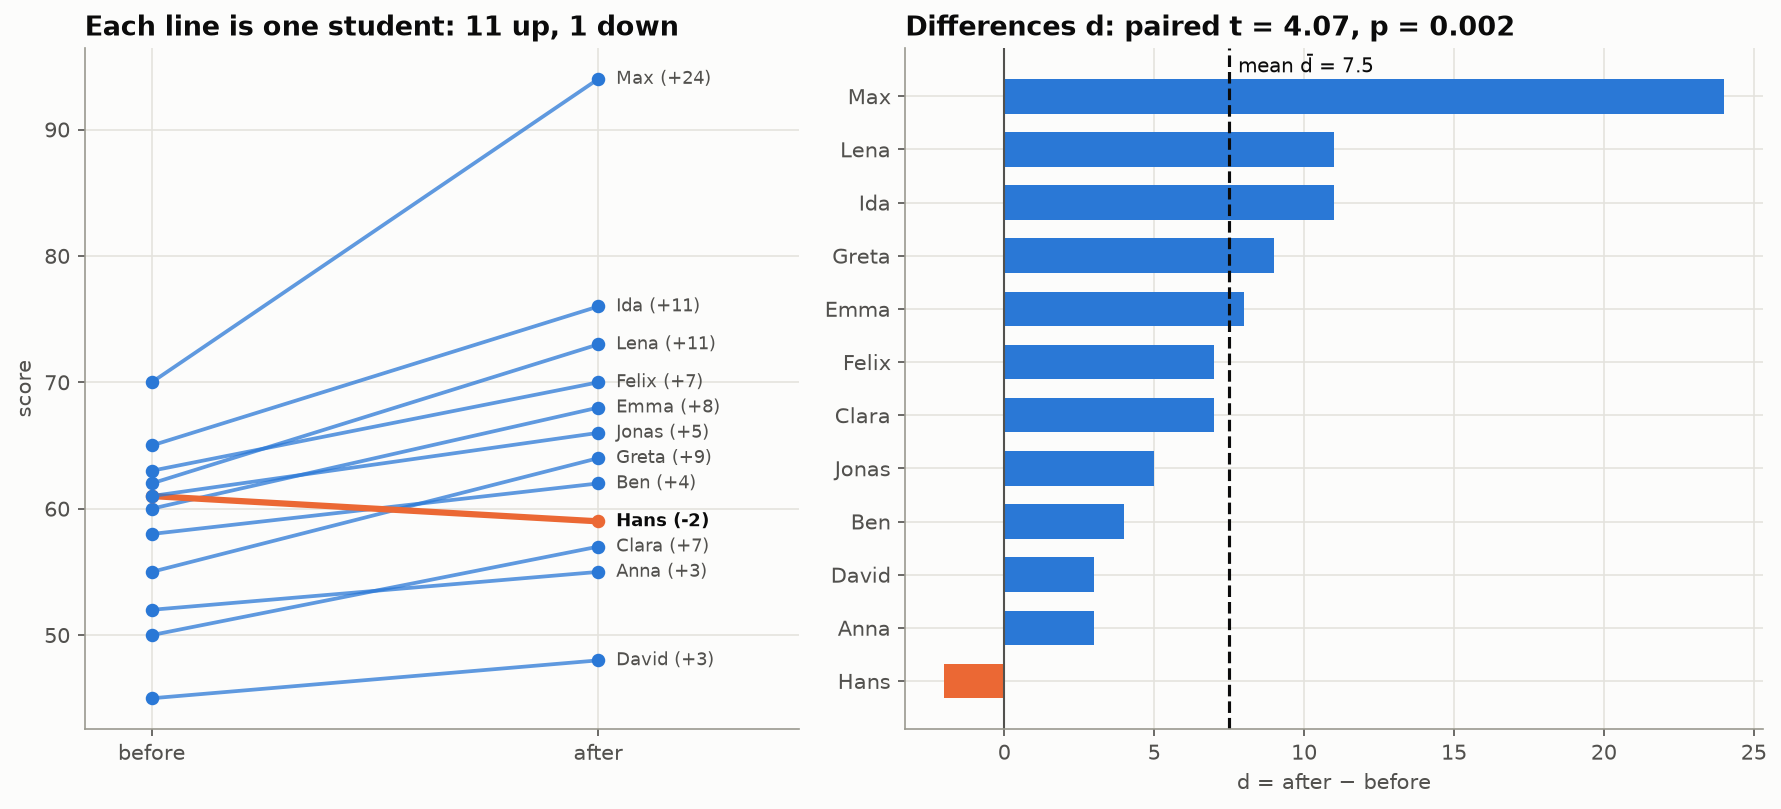 Each line is one student: 11 up, 1 down
score
90
80
70
60
50
Max (+24)
Ida (+11)
Lena (+11)
Felix (+7)
Emma (+8)
Jonas (+5)
Greta (+9)
Ben (+4)
Hans (-2)
Clara (+7)
Anna (+3)
David (+3)
before
after
Differences d: paired t = 4.07, p = 0.002
mean d̄ = 7.5
Max
Lena
Ida
Greta
Emma
Felix
Clara
Jonas
Ben
David
Anna
Hans
0
5
10
15
20
25
d = after − before